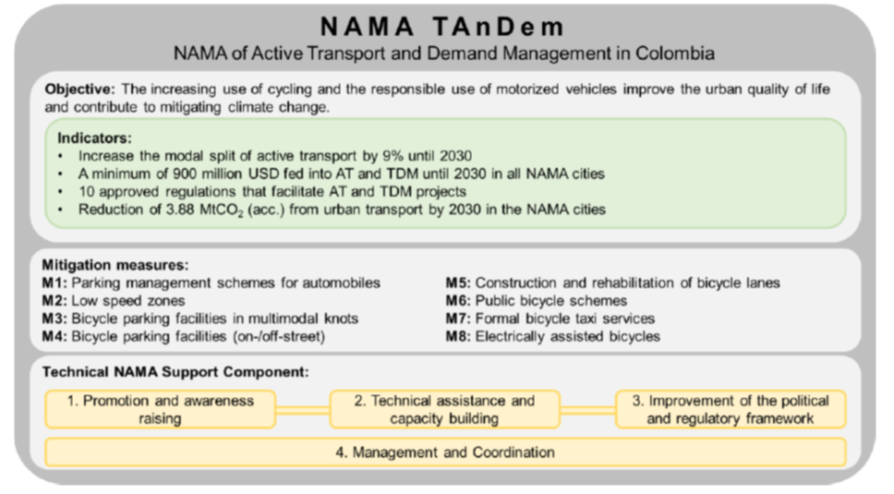 NAMA TAnDem
NAMA of Active Transport and Demand Management in Colombia
Objective: The increasing use of cycling and the responsible use of motorized vehicles improve the urban quality of life
and contribute to mitigating climate change.
Indicators:
• Increase the modal split of active transport by 9% until 2030
• A minimum of 900 million USD fed into AT and TDM until 2030 in all NAMA cities
• 10 approved regulations that facilitate AT and TDM projects
• Reduction of 3.88 MtCO₂ (acc.) from urban transport by 2030 in the NAMA cities
Mitigation measures:
M1: Parking management schemes for automobiles
M2: Low speed zones
M3: Bicycle parking facilities in multimodal knots
M4: Bicycle parking facilities (on-/off-street)
M5: Construction and rehabilitation of bicycle lanes
M6: Public bicycle schemes
M7: Formal bicycle taxi services
M8: Electrically assisted bicycles
Technical NAMA Support Component:
1. Promotion and awareness
raising
2. Technical assistance and
capacity building
3. Improvement of the political
and regulatory framework
4. Management and Coordination